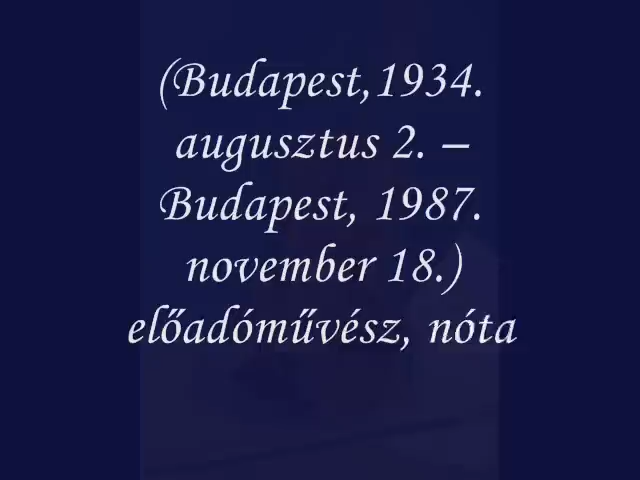 (Budapest,1934.
augusztus 2. –
Budapest, 1987.
november 18.)
előadóművész, nóta